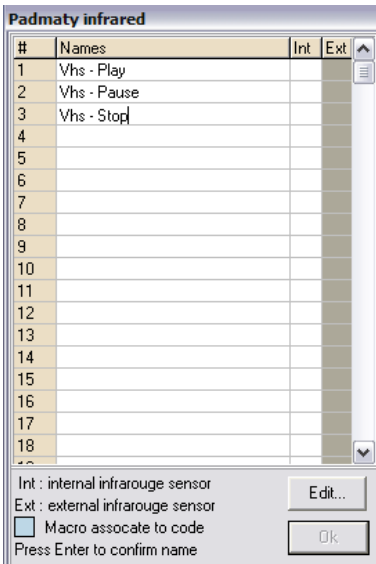 Padmaty infrared
# Names Int Ext
1 Vhs - Play
2 Vhs - Pause
3 Vhs - Stop
4
5
6
7
8
9
10
11
12
13
14
15
16
17
18
Int : internal infrarouge sensor
Edit...
Ext : external infrarouge sensor
Macro assocate to code
Ok
Press Enter to confirm name